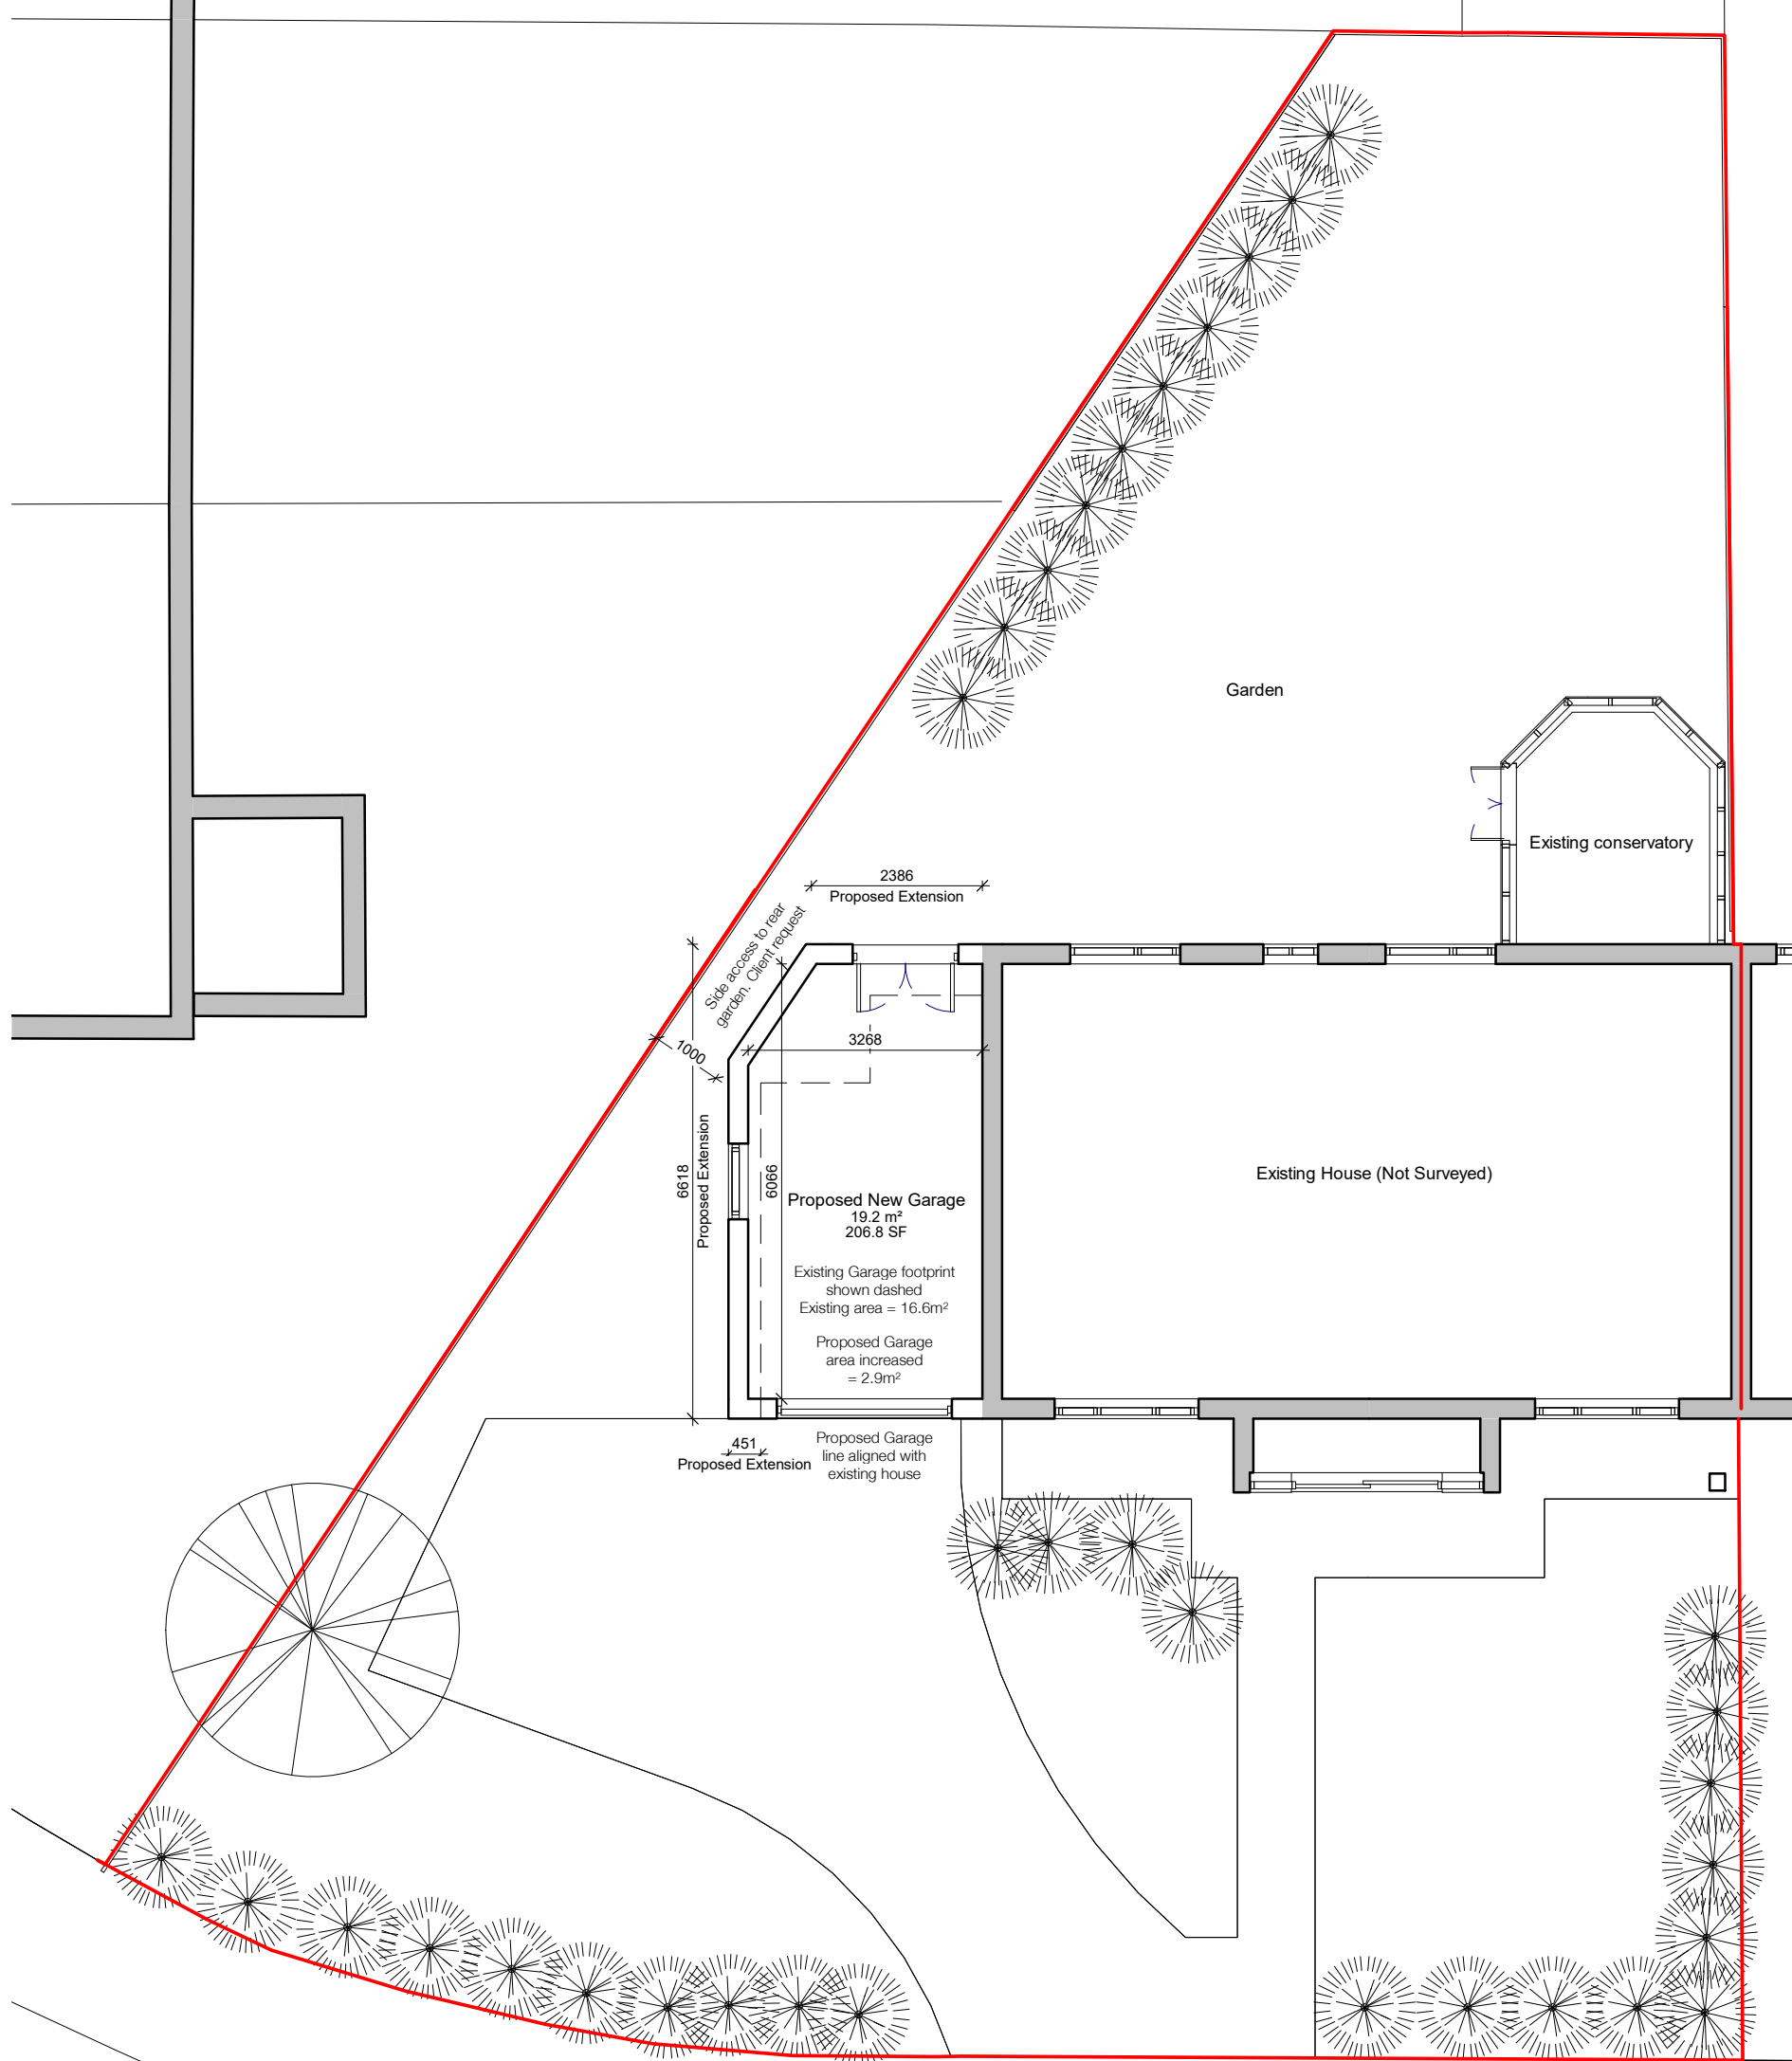 Garden
Existing conservatory
2386
Proposed Extension
Side access to rear
garden. Client request
1000
3268
6618
Proposed Extension
6066
Existing House (Not Surveyed)
Proposed New Garage
19.2 m²
206.8 SF
Existing Garage footprint
shown dashed
Existing area = 16.6m²
Proposed Garage
area increased
= 2.9m²
451
Proposed Extension
Proposed Garage
line aligned with
existing house